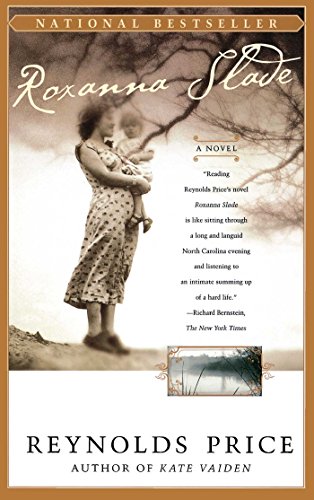 NATIONAL BESTSELLER
Roxanna Slade
A NOVEL
"Reading
Reynolds Price's novel
Roxanna Slade
is like sitting through
a long and languid
North Carolina evening
and listening to
an intimate summing up
of a hard life."
—Richard Bernstein,
The New York Times
REYNOLDS PRICE
AUTHOR OF KATE VAIDEN